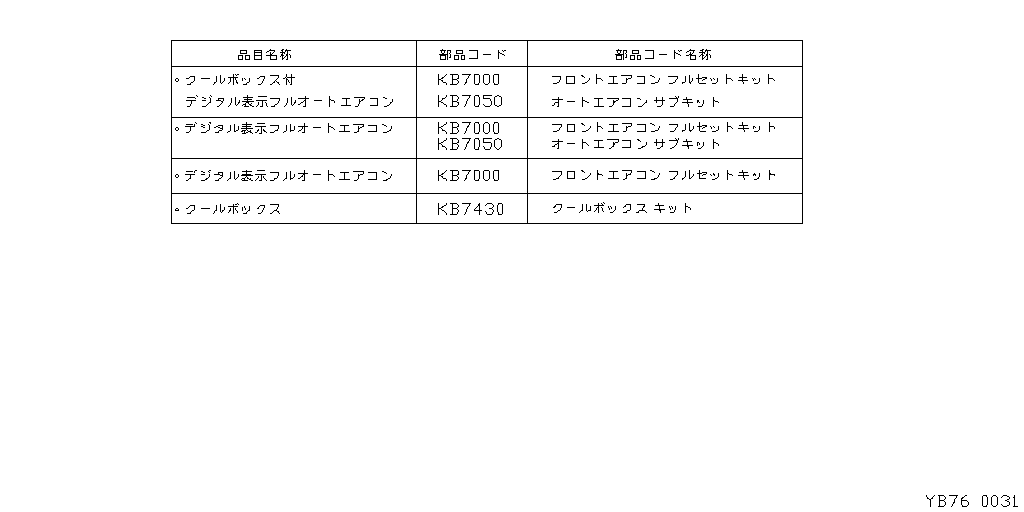 品目名称 部品コード 部品コード名称
◦クールボックス付 KB7000 フロントエアコン フルセットキット
デジタル表示フルオートエアコン KB7050 オートエアコン サブキット
◦デジタル表示フルオートエアコン KB7000 フロントエアコン フルセットキット
KB7050 オートエアコン サブキット
◦デジタル表示フルオートエアコン KB7000 フロントエアコン フルセットキット
◦クールボックス KB7430 クールボックス キット
YB76 0031